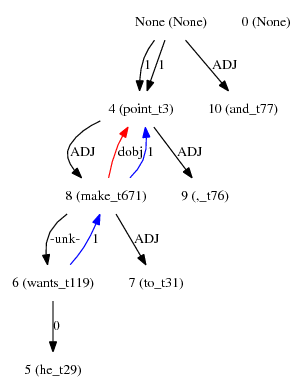 None (None) 0 (None)
1 1 ADJ
4 (point_t3) 10 (and_t77)
ADJ dobj 1 ADJ
8 (make_t671) 9 (,_t76)
-unk- 1 ADJ
6 (wants_t119) 7 (to_t31)
0
5 (he_t29)